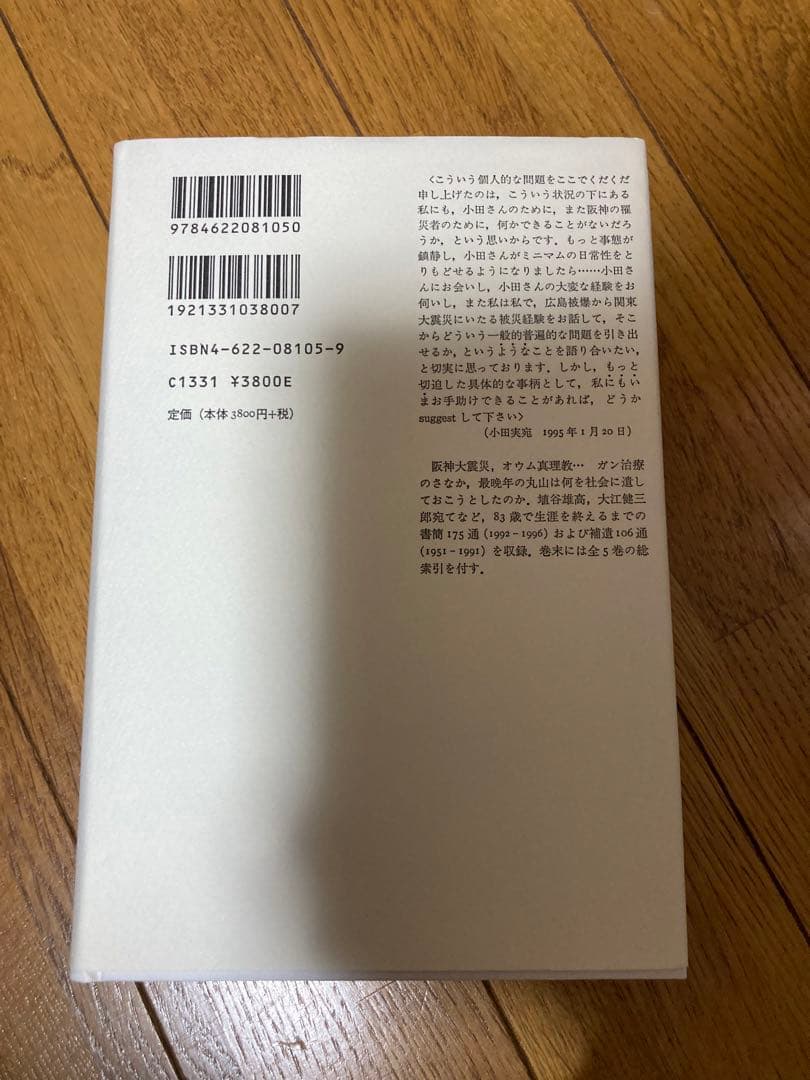 9784622081050
1921331038007
ISBN4-622-08105-9
C1331 ¥3800E
定価（本体3800円+税）
〈こういう個人的な問題をここでくだくだ
申し上げたのは，こういう状況の下にある
私にも，小田さんのために，また阪神の罹
災者のために，何かできることがないだろ
うか，という思いからです．もっと事態が
鎮静し，小田さんがミニマムの日常性をと
りもどせるようになりましたら……小田さ
んにお会いし，小田さんの大変な経験をお
伺いし，また私は私で，広島被爆から関東
大震災にいたる被災経験をお話して，そこ
からどういう一般的普遍的な問題を引き出
せるか，というようなことを語り合いたい，
と切実に思っております．しかし，もっと
切迫した具体的な事柄として，私にもい
まお手助けできることがあれば，どうか
suggest して下さい〉
（小田実宛　1995年1月20日）
阪神大震災，オウム真理教…　ガン治療
のさなか，最晩年の丸山は何を社会に遺し
ておこうとしたのか．埴谷雄高，大江健三
郎宛てなど，83歳で生涯を終えるまでの
書簡175通（1992－1996）および補遺106通
（1951－1991）を収録．巻末には全5巻の総
索引を付す．